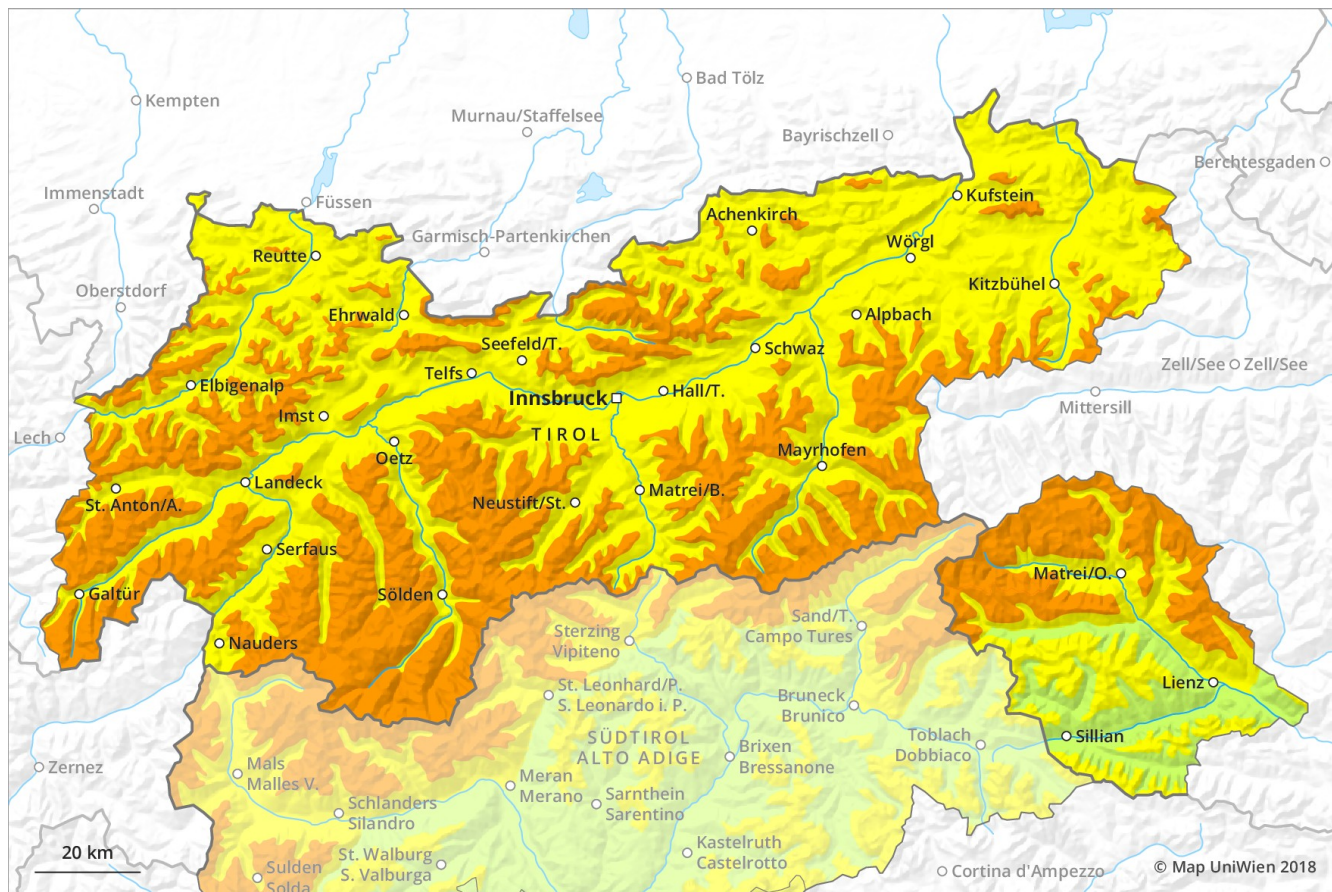 Kempten
Bad Tölz
Murnau/Staffelsee
Bayrischzell
Berchtesgaden
Immenstadt
Füssen
Kufstein
Achenkirch
Garmisch-Partenkirchen
Wörgl
Reutte
Oberstdorf
Kitzbühel
Ehrwald
Alpbach
Seefeld/T.
Schwaz
Zell/See
Zell/See
Telfs
Elbigenalp
Hall/T.
Innsbruck
Mittersill
Imst
TIROL
Lech
Mayrhofen
Oetz
Landeck
Matrei/B.
St. Anton/A.
Neustift/St.
Serfaus
Matrei/O.
Galtür
Sölden
Sand/T.
Campo Tures
Sterzing
Vipiteno
Nauders
Lienz
St. Leonhard/P.
S. Leonardo i. P.
Bruneck
Brunico
SÜDTIROL
ALTO ADIGE
Toblach
Dobbiaco
Sillian
Brixen
Bressanone
Zernez
Mals
Malles V.
Meran
Merano
Sarnthein
Sarentino
Schlanders
Silandro
Kastelruth
Castelrotto
20 km
St. Walburg
S. Valburga
Sulden
Solda
Cortina d'Ampezzo
© Map UniWien 2018